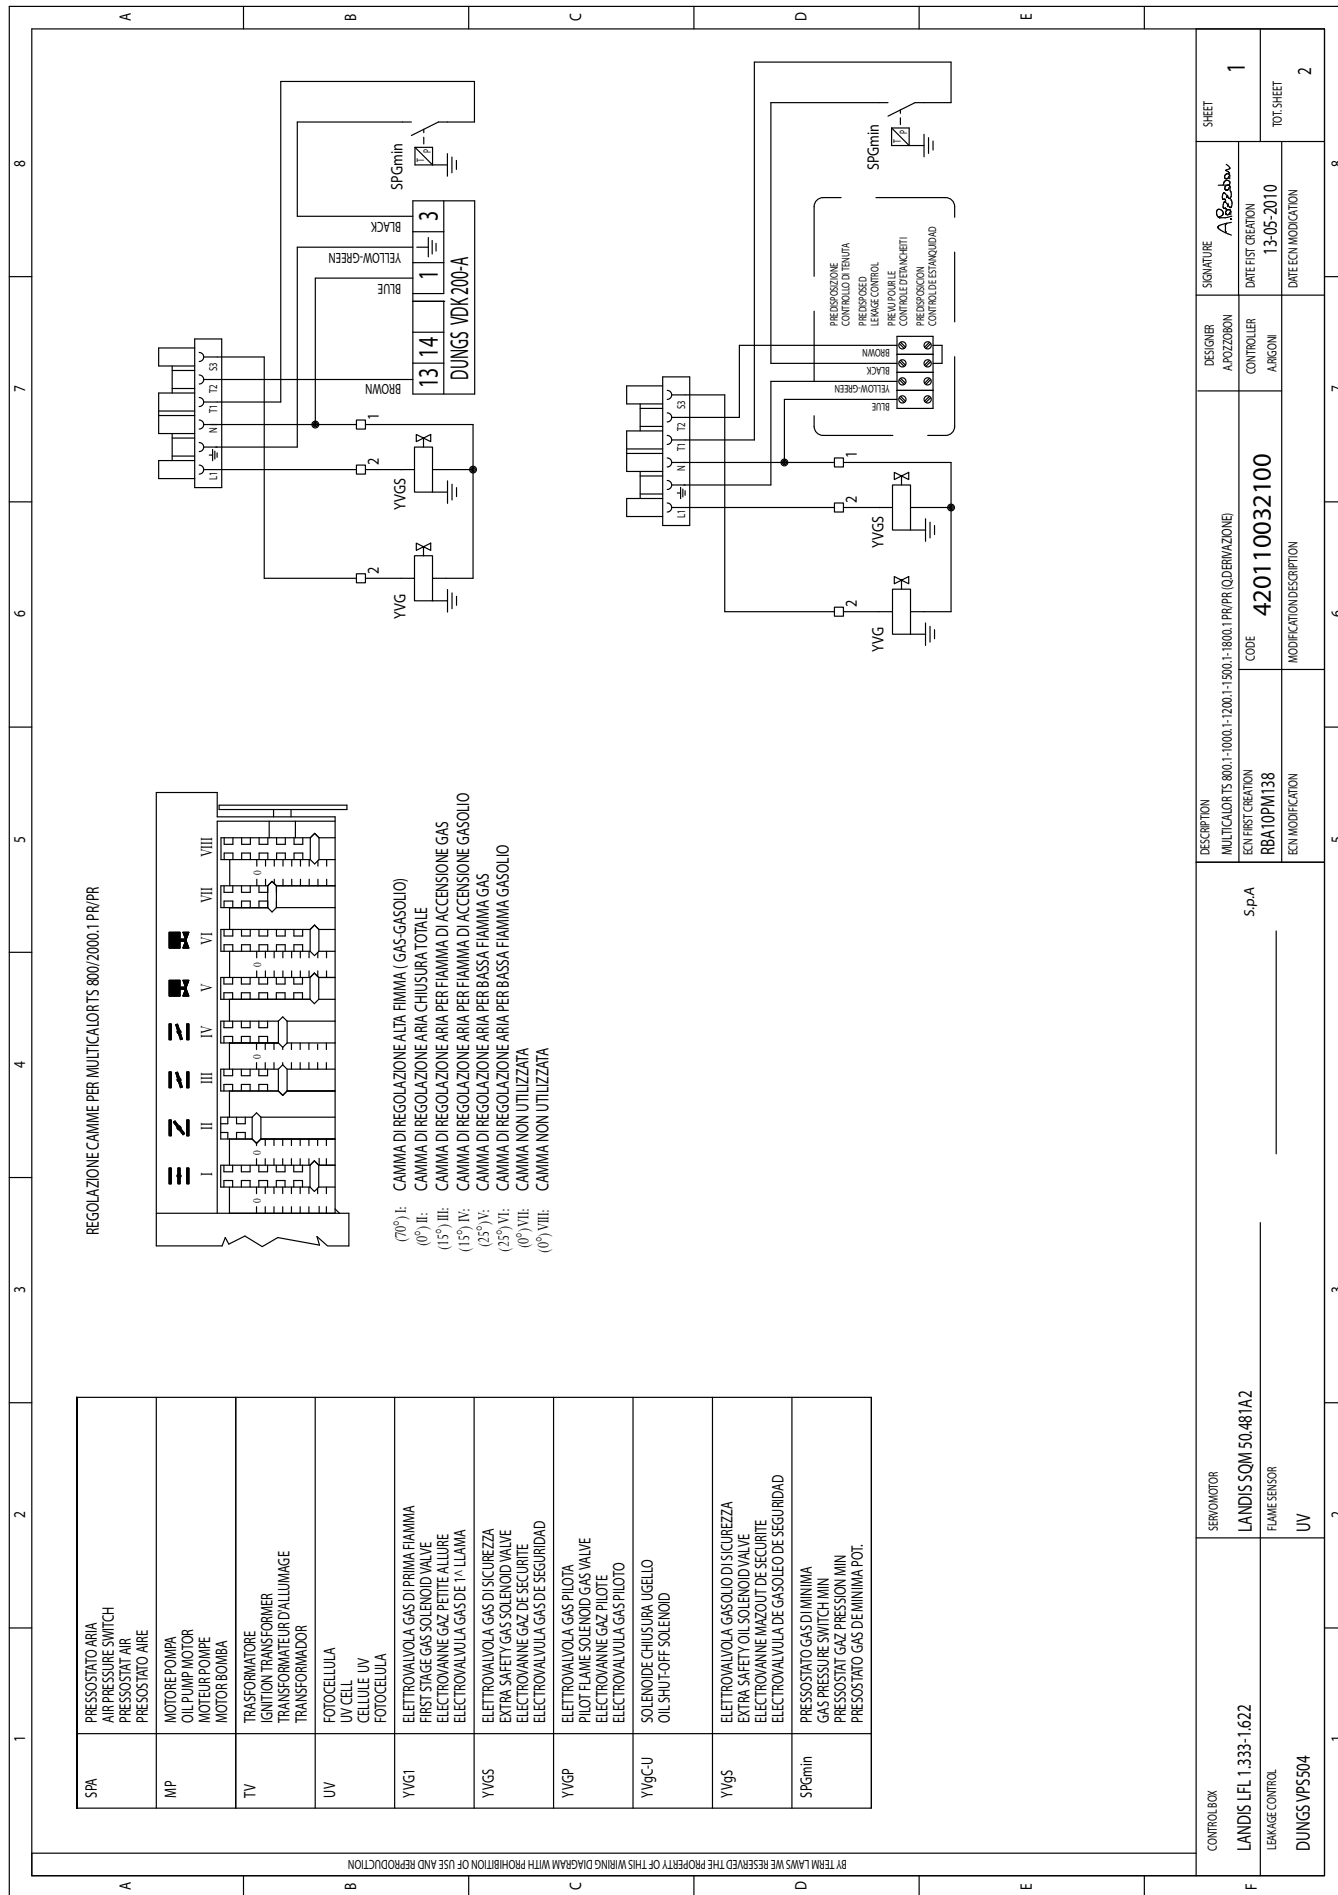 SPA
PRESSOSTATO ARIA
AIR PRESSURE SWITCH
PRESSOSTAT AIR
PRESOSTATO AIRE
MP
MOTORE POMPA
OIL PUMP MOTOR
MOTEUR POMPE
MOTOR BOMBA
TV
TRASFORMATORE
IGNITION TRANSFORMER
TRANSFORMATEUR D'ALLUMAGE
TRANSFORMADOR
UV
FOTOCELLULA
UV CELL
CELLULE UV
FOTOCELULA
YVG1
ELETTROVALVOLA GAS DI PRIMA FIAMMA
FIRST STAGE GAS SOLENOID VALVE
ELECTROVANNE GAZ PETITE ALLURE
ELECTROVALVULA GAS DE 1^ LLAMA
YVGS
ELETTROVALVOLA GAS DI SICUREZZA
EXTRA SAFETY GAS SOLENOID VALVE
ELECTROVANNE GAZ DE SECURITE
ELECTROVALVULA GAS DE SEGURIDAD
YVGP
ELETTROVALVOLA GAS PILOTA
PILOT FLAME SOLENOID GAS VALVE
ELECTROVANNE GAZ PILOTE
ELECTROVALVULA GAS PILOTO
YVgC-U
SOLENOIDE CHIUSURA UGELLO
OIL SHUT-OFF SOLENOID
YVgS
ELETTROVALVOLA GASOLIO DI SICUREZZA
EXTRA SAFETY OIL SOLENOID VALVE
ELECTROVANNE MAZOUT DE SECURITE
ELECTROVALVULA DE GASOLEO DE SEGURIDAD
SPGmin
PRESSOSTATO GAS DI MINIMA
GAS PRESSURE SWITCH MIN
PRESSOSTAT GAZ PRESSION MIN
PRESOSTATO GAS DE MINIMA POT.
REGOLAZIONE CAMME PER MULTICALOR TS 800/2000.1 PR/PR
I II III IV V VI VII VIII
0 0 0 0 0
(70°) I: CAMMA DI REGOLAZIONE ALTA FIMMA ( GAS-GASOLIO)
(0°) II: CAMMA DI REGOLAZIONE ARIA CHIUSURA TOTALE
(15°) III: CAMMA DI REGOLAZIONE ARIA PER FIAMMA DI ACCENSIONE GAS
(15°) IV: CAMMA DI REGOLAZIONE ARIA PER FIAMMA DI ACCENSIONE GASOLIO
(25°) V: CAMMA DI REGOLAZIONE ARIA PER BASSA FIAMMA GAS
(25°) VI: CAMMA DI REGOLAZIONE ARIA PER BASSA FIAMMA GASOLIO
(0°) VII: CAMMA NON UTILIZZATA
(0°) VIII: CAMMA NON UTILIZZATA
L1 N T1 T2 S3
2 2 1
YVG YVGS
BROWN BLUE YELLOW-GREEN BLACK
13 14 1 3
DUNGS VDK 200-A
SPGmin
T P
L1 N T1 T2 S3
2 2 1
YVG YVGS
BLUE
YELLOW-GREEN
BLACK
BROWN
PREDISPOSIZIONE
CONTROLLO DI TENUTA
PREDISPOSED
LEKAGE CONTROL
PREVU POUR LE
CONTROLE D'ETANCHEITI
PREDISPOSICION
CONTROL DE ESTANQUIDAD
SPGmin
T P
BY TERM LAWS WE RESERVED THE PROPERTY OF THIS WIRING DIAGRAM WITH PROHIBITION OF USE AND REPRODUCTION
CONTROL BOX
LANDIS LFL 1.333-1.622
LEAKAGE CONTROL
DUNGS VPS504
SERVOMOTOR
LANDIS SQM 50.481A2
FLAME SENSOR
UV
S.p.A
DESCRIPTION
MULTICALOR TS 800.1-1000.1-1200.1-1500.1-1800.1 PR/PR (Q.DERIVAZIONE)
ECN FIRST CREATION
RBA10PM138
CODE
420110032100
ECN MODIFICATION
MODIFICATION DESCRIPTION
DESIGNER
A.POZZOBON
CONTROLLER
A.RIGONI
SIGNATURE
A.Pozzobon
DATE FIST CREATION
13-05-2010
DATE ECN MODICATION
SHEET
1
TOT. SHEET
2
1 2 3 4 5 6 7 8
A B C D E
1 2 3 4 5 6 7 8
A B C D E F